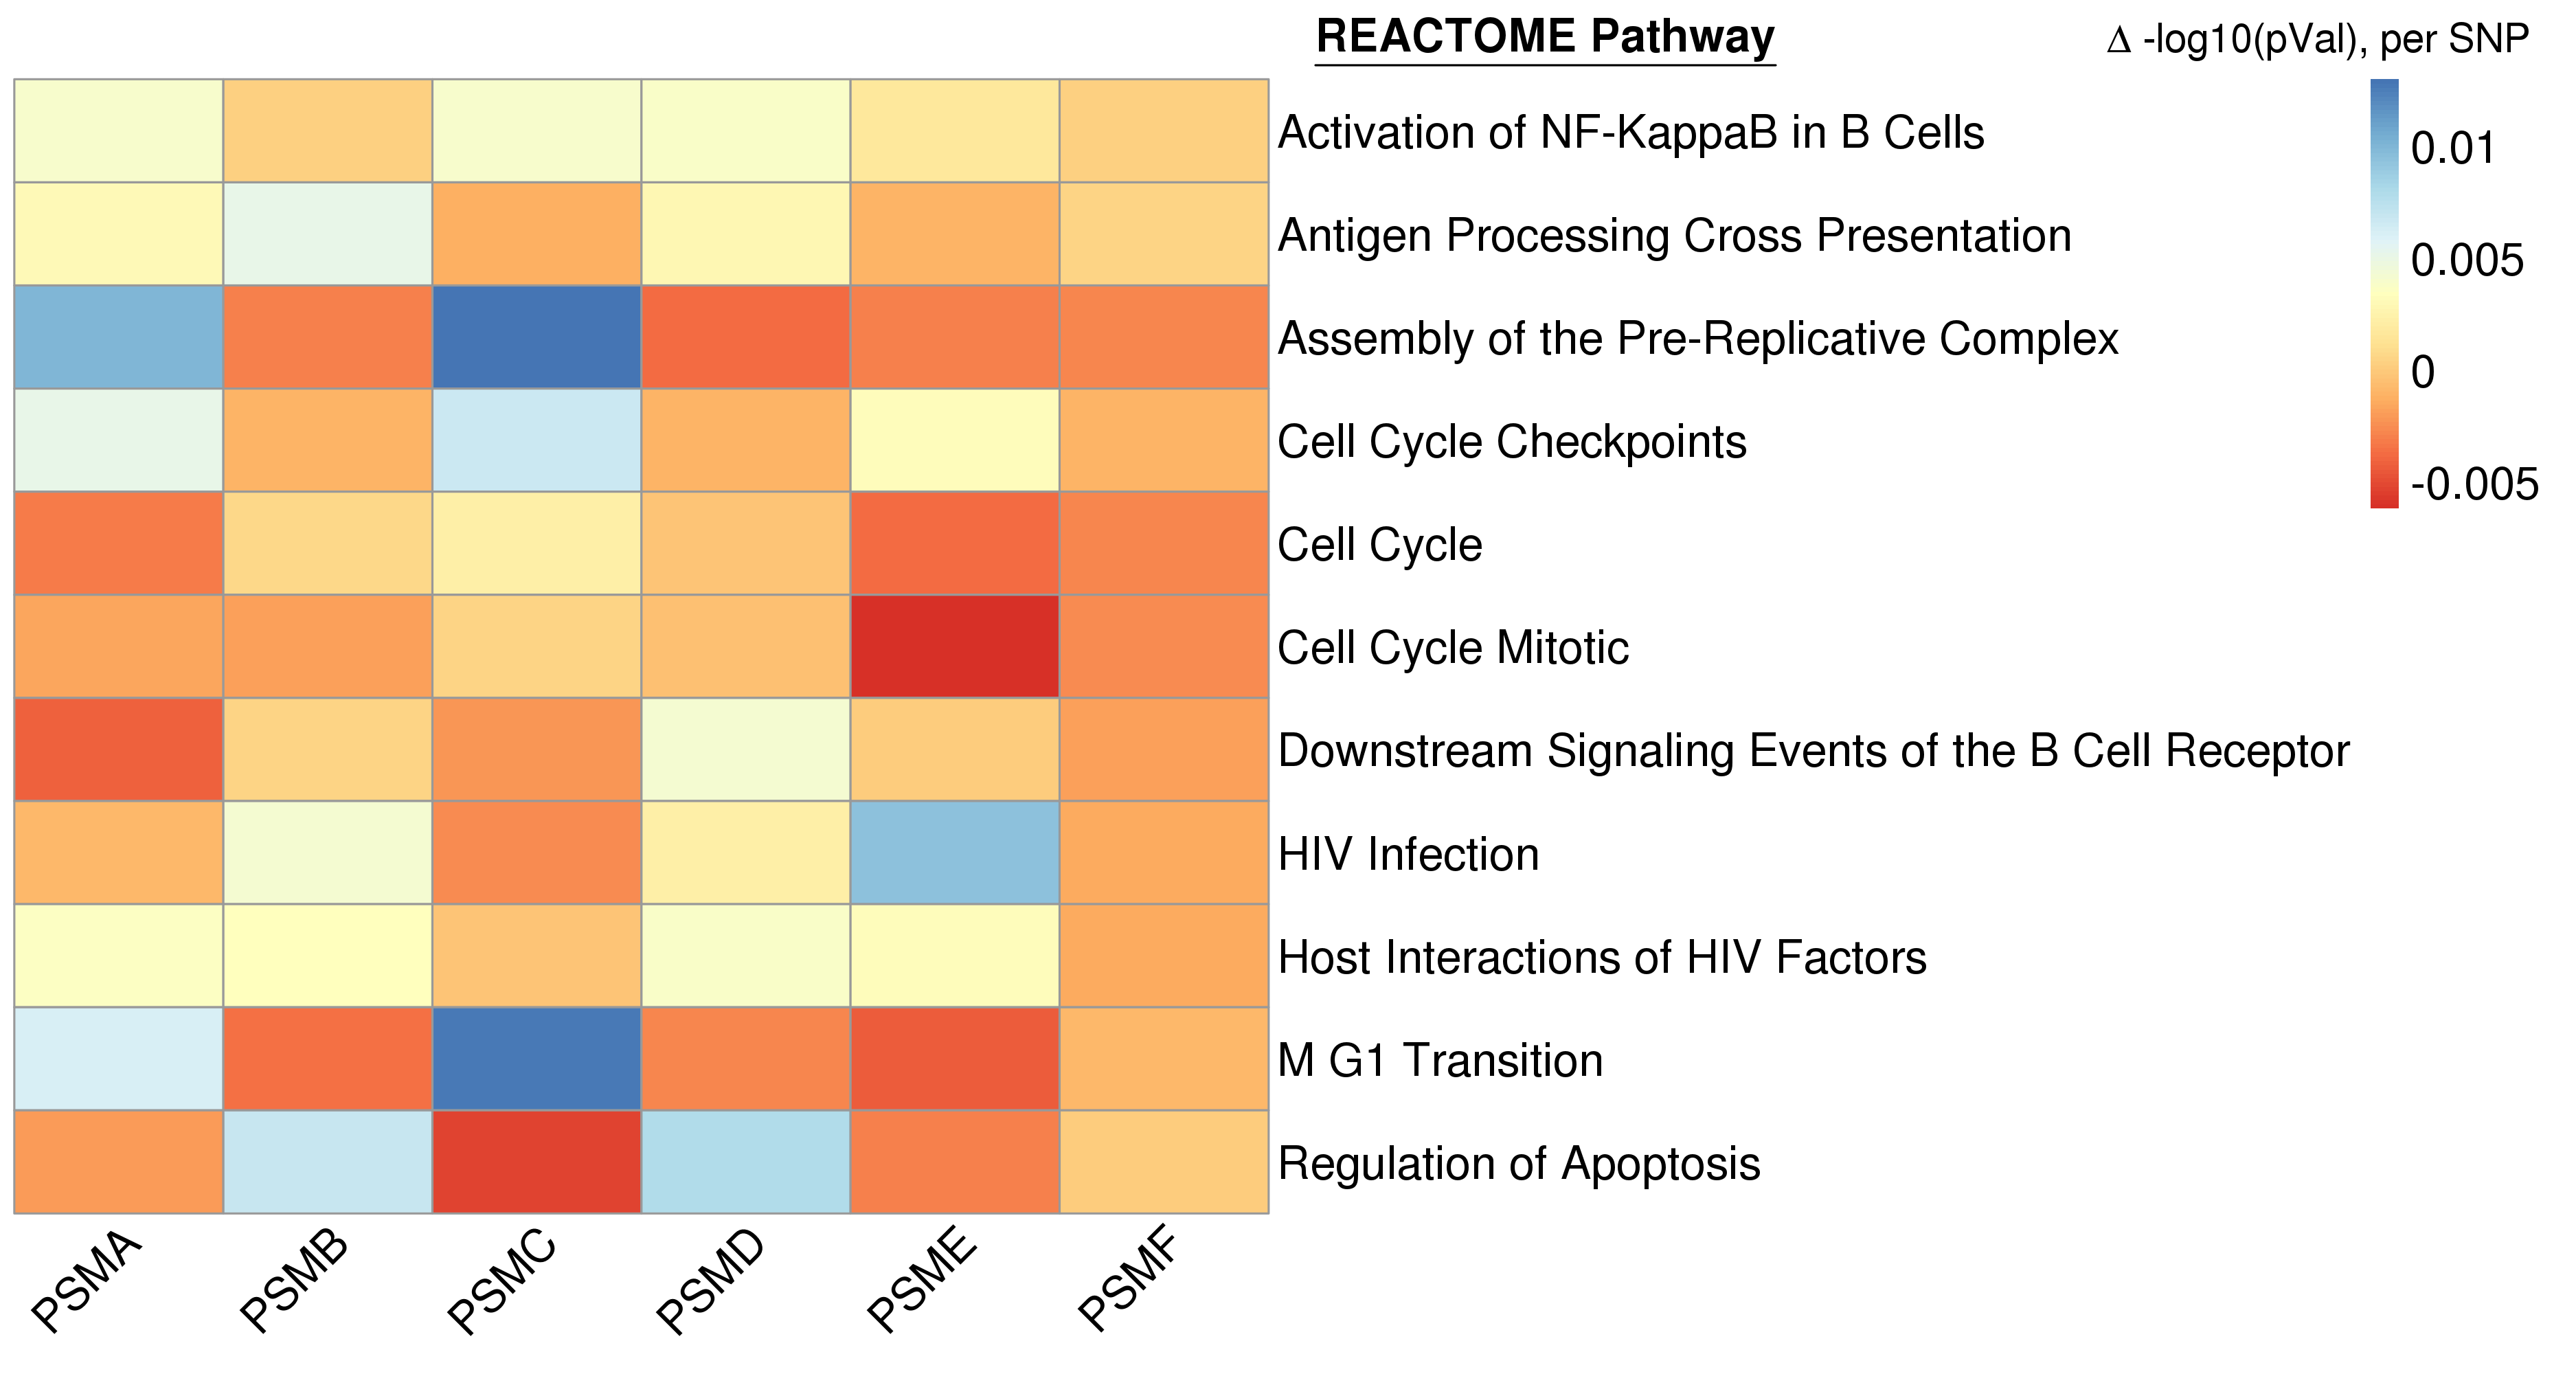 REACTOME Pathway
Δ -log10(pVal), per SNP
Activation of NF-KappaB in B Cells
Antigen Processing Cross Presentation
Assembly of the Pre-Replicative Complex
Cell Cycle Checkpoints
Cell Cycle
Cell Cycle Mitotic
Downstream Signaling Events of the B Cell Receptor
HIV Infection
Host Interactions of HIV Factors
M G1 Transition
Regulation of Apoptosis
0.01
0.005
0
-0.005
PSMA
PSMB
PSMC
PSMD
PSME
PSMF